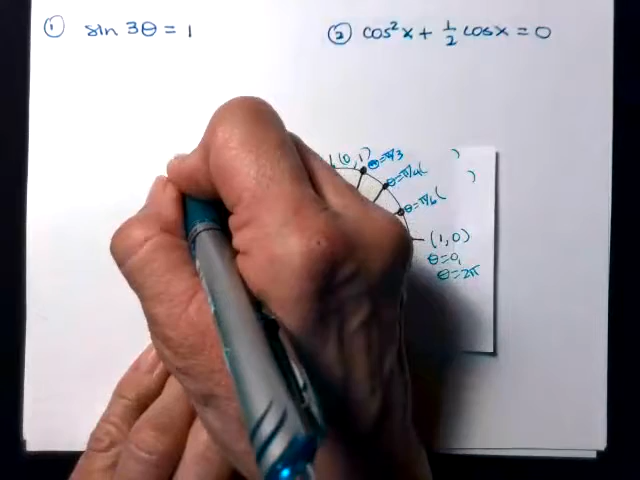 ① sin 3θ = 1
② cos²x + 1/2 cos x = 0
(0, 1)
θ=π/3 )
θ=π/4( )
θ=π/6(
(1, 0)
θ=0,
θ=2π